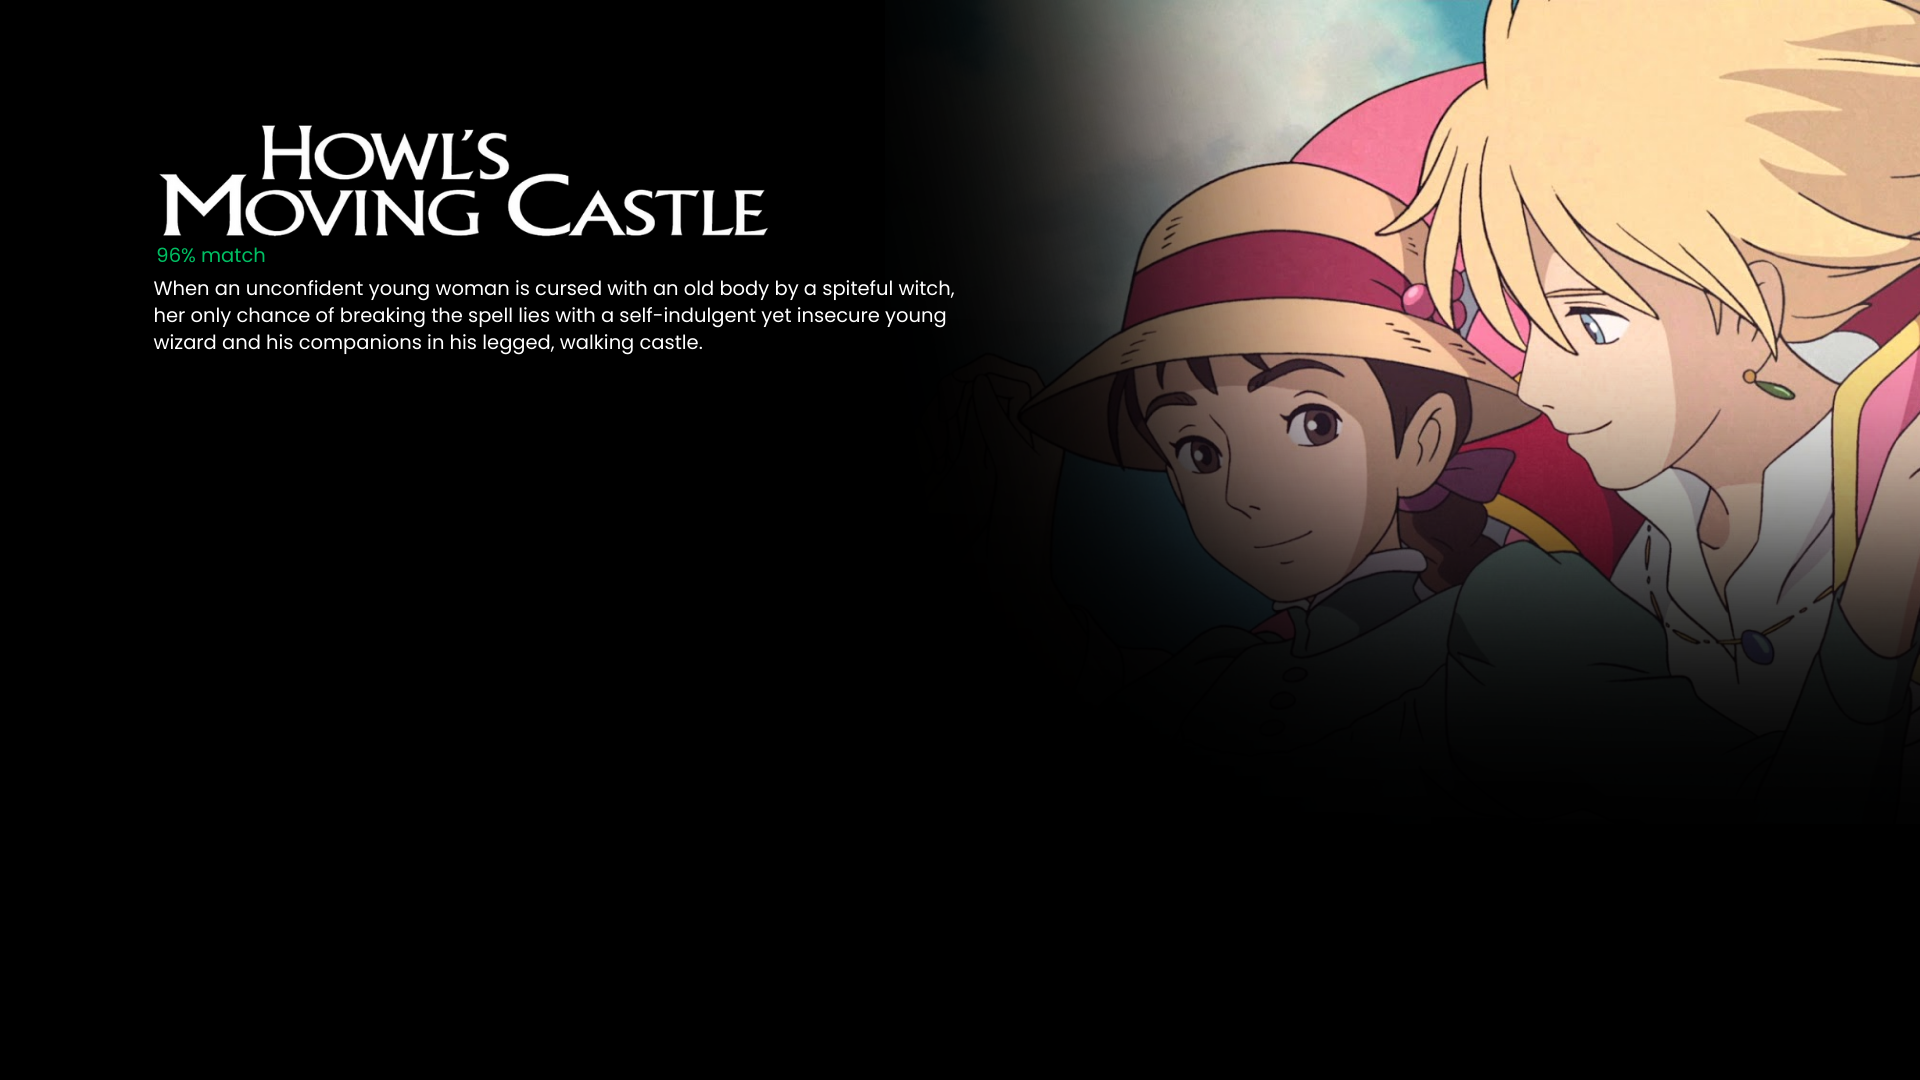 HOWL'S
MOVING CASTLE
96% match
When an unconfident young woman is cursed with an old body by a spiteful witch,
her only chance of breaking the spell lies with a self-indulgent yet insecure young
wizard and his companions in his legged, walking castle.